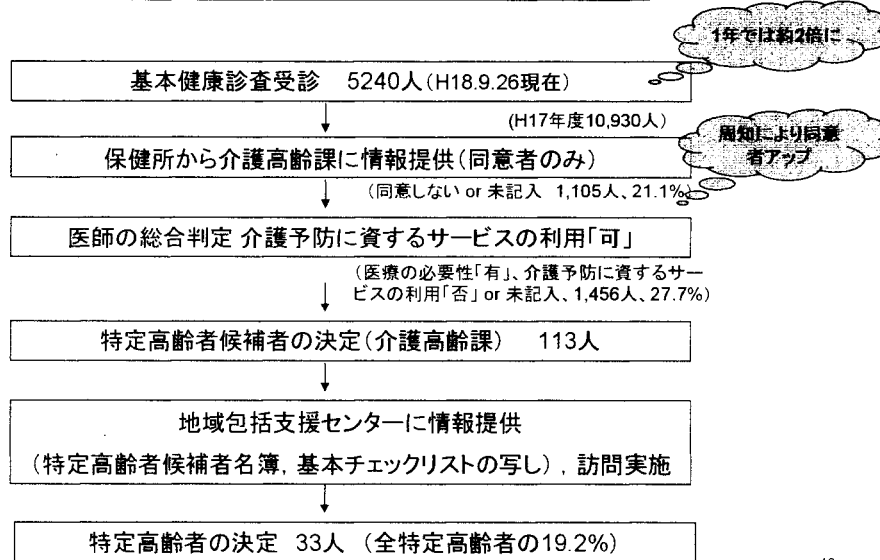 1年では約2倍に
基本健康診査受診 5240人(H18.9.26現在)
(H17年度10,930人)
周知により同意
者アップ
保健所から介護高齢課に情報提供(同意者のみ)
(同意しない or 未記入 1,105人、21.1%)
医師の総合判定 介護予防に資するサービスの利用「可」
(医療の必要性「有」、介護予防に資するサー
ビスの利用「否」 or 未記入、1,456人、27.7%)
特定高齢者候補者の決定(介護高齢課) 113人
地域包括支援センターに情報提供
(特定高齢者候補者名簿, 基本チェックリストの写し), 訪問実施
特定高齢者の決定 33人 (全特定高齢者の19.2%)